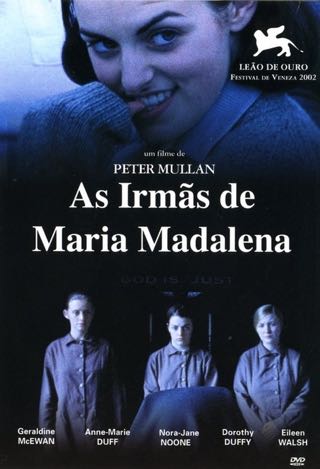 LEÃO DE OURO
FESTIVAL DE VENEZA 2002
um filme de
PETER MULLAN
As Irmãs de
Maria Madalena
GOD IS JUST
Geraldine McEWAN
Anne-Marie DUFF
Nora-Jane NOONE
Dorothy DUFFY
Eileen WALSH
DVD